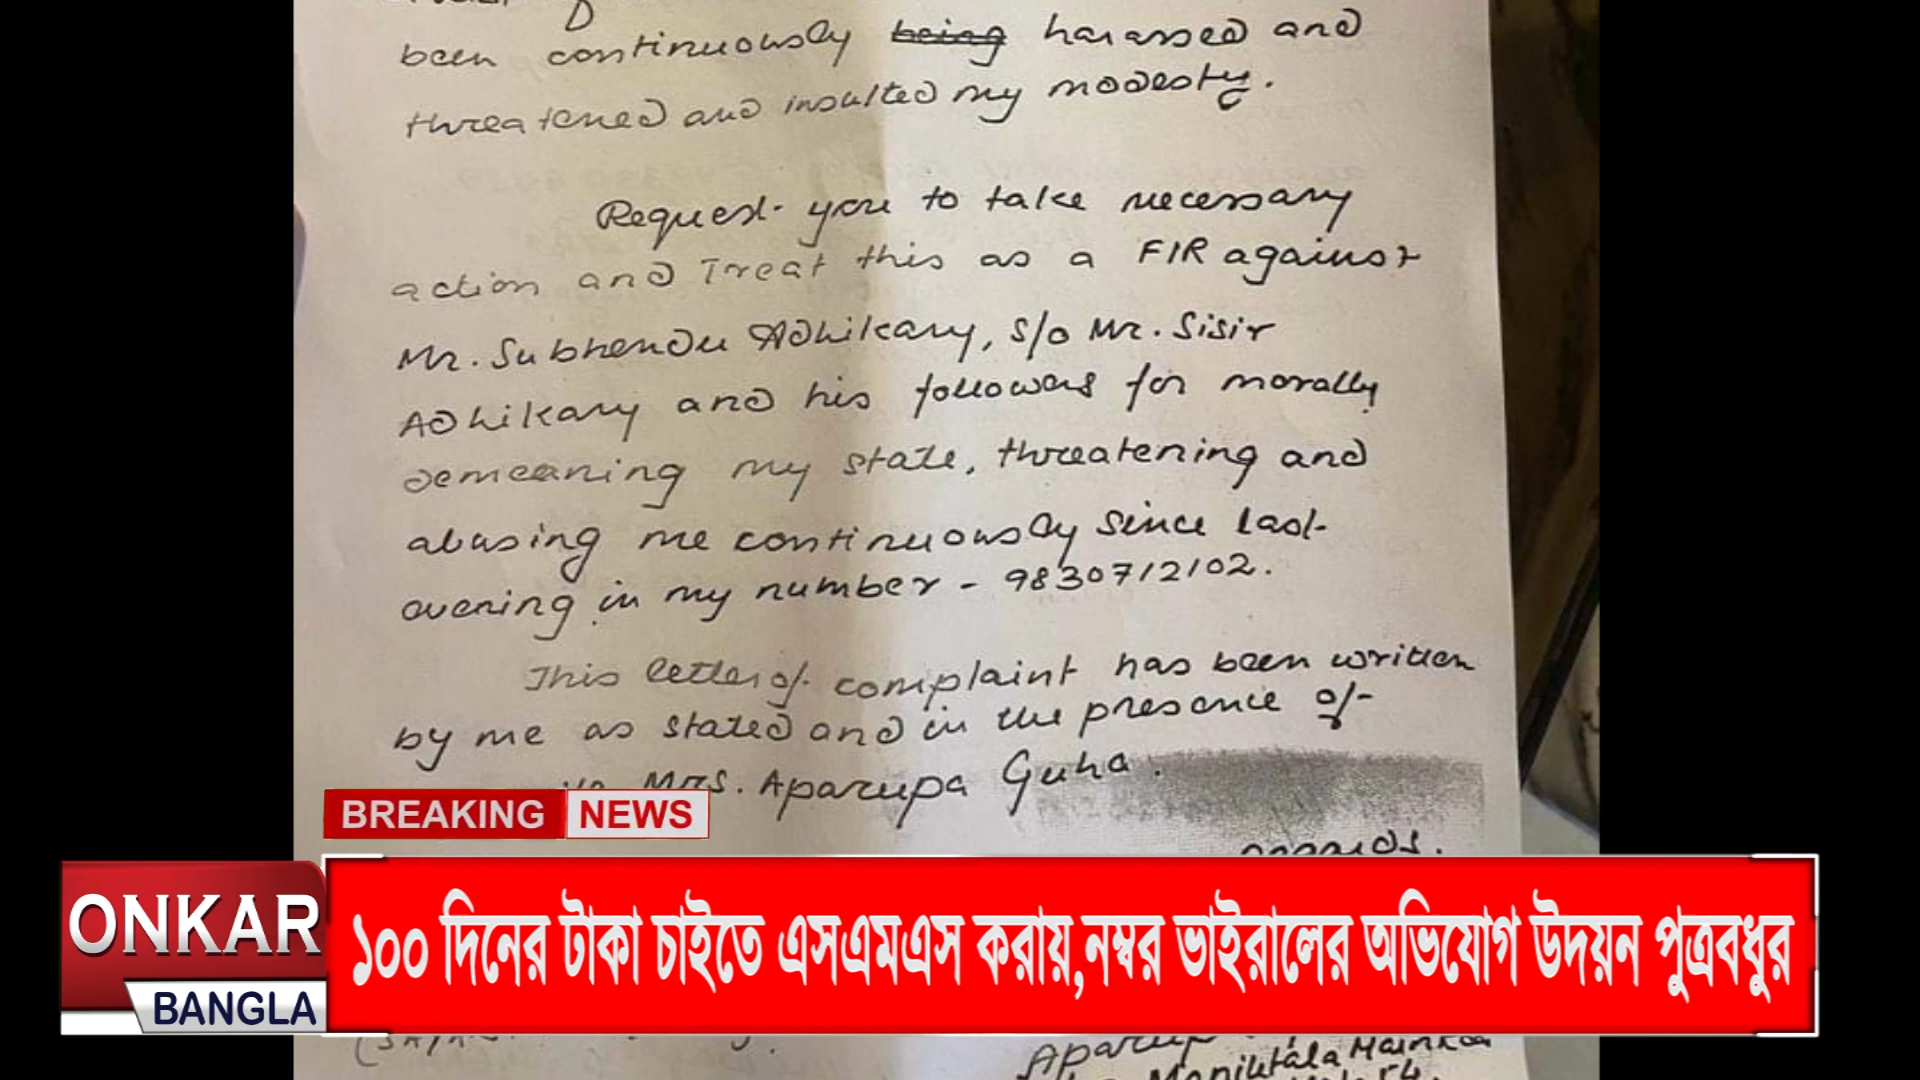 been continuously being harassed and
threatened and insulted my modesty.
Request you to take necessary
action and Treat this as a FIR against
Mr. Subhendu Adhikary, S/o Mr. Sisir
Adhikary and his followers for morally
demeaning my state, threatening and
abusing me continuously since last
evening in my number - 9830712102.
This letter of complaint has been written
by me as stated and in the presence of
Mrs. Aparupa Guha.
BREAKING NEWS
ONKAR
BANGLA
১০০ দিনের টাকা চাইতে এসএমএস করায়,নম্বর ভাইরালের অভিযোগ উদয়ন পুত্রবধুর
Maniktala Main